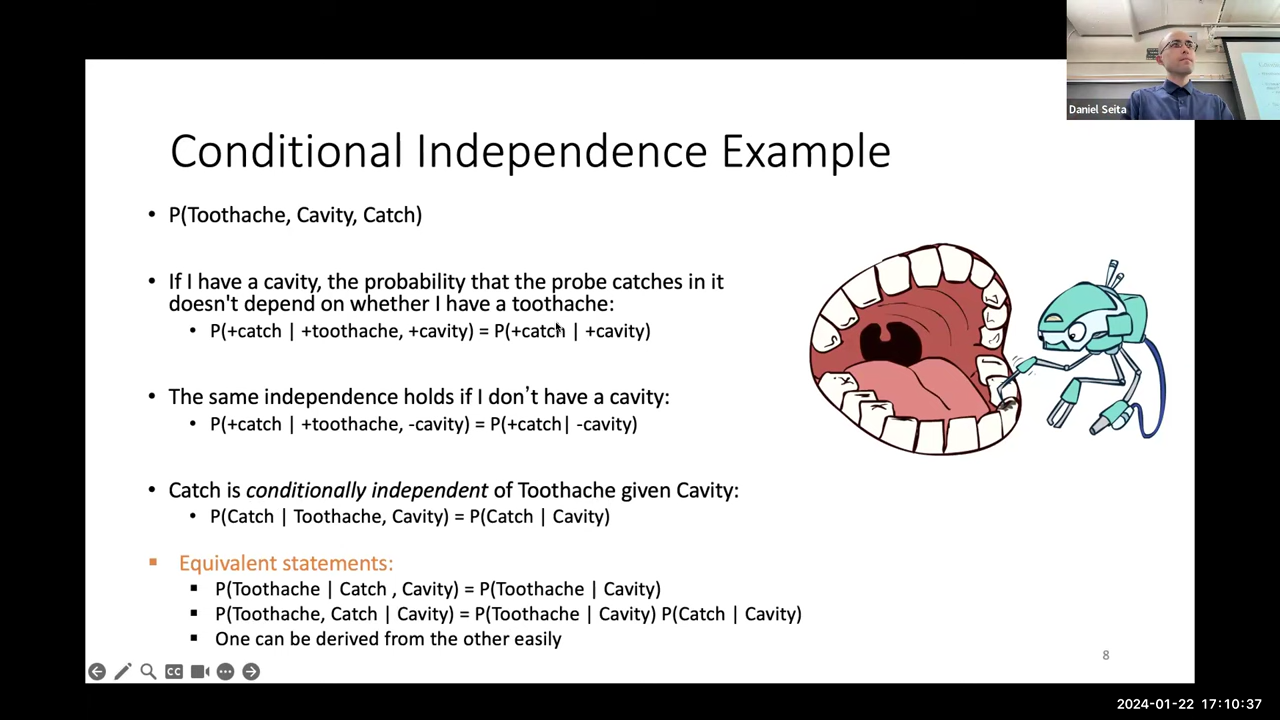 Daniel Seita
Conditional Independence Example
• P(Toothache, Cavity, Catch)
• If I have a cavity, the probability that the probe catches in it
doesn't depend on whether I have a toothache:
• P(+catch | +toothache, +cavity) = P(+catch | +cavity)
• The same independence holds if I don’t have a cavity:
• P(+catch | +toothache, -cavity) = P(+catch| -cavity)
• Catch is conditionally independent of Toothache given Cavity:
• P(Catch | Toothache, Cavity) = P(Catch | Cavity)
▪ Equivalent statements:
▪ P(Toothache | Catch , Cavity) = P(Toothache | Cavity)
▪ P(Toothache, Catch | Cavity) = P(Toothache | Cavity) P(Catch | Cavity)
▪ One can be derived from the other easily
8
CC
2024-01-22 17:10:37